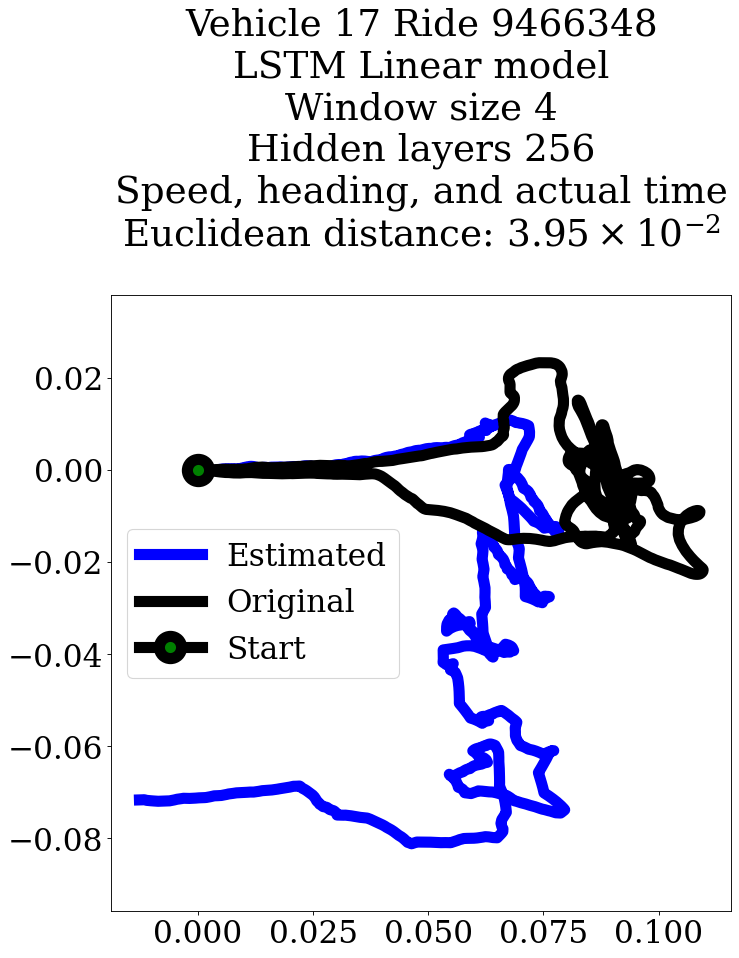 Vehicle 17 Ride 9466348
LSTM Linear model
Window size 4
Hidden layers 256
Speed, heading, and actual time
Euclidean distance: 3.95 × 10⁻²
0.02
0.00
−0.02
−0.04
−0.06
−0.08
Estimated
Original
Start
0.000 0.025 0.050 0.075 0.100